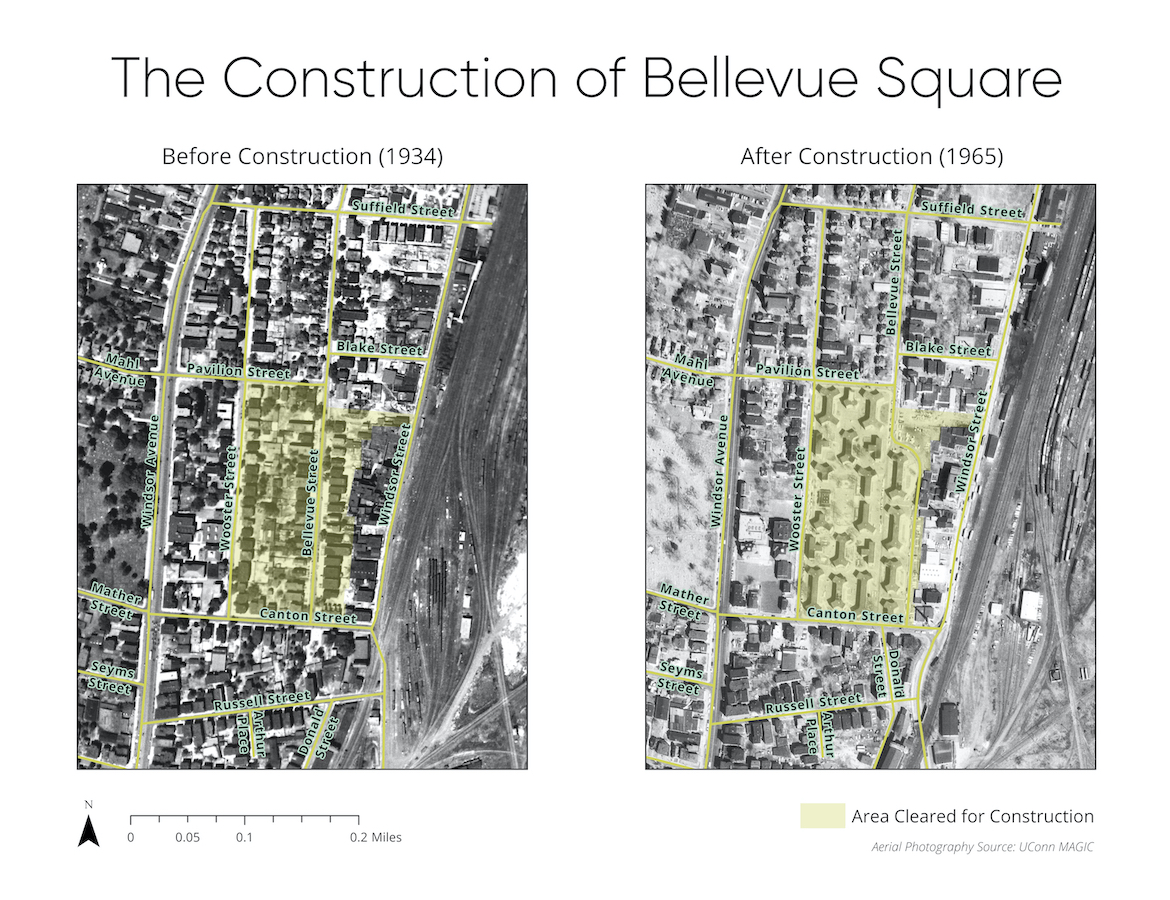 The Construction of Bellevue Square
Before Construction (1934)
Suffield Street
Blake Street
Mahl
Avenue
Pavilion Street
Windsor Avenue
Wooster Street
Bellevue Street
Windsor Street
Mather
Street
Canton Street
Seyms
Street
Russell Street
Arthur
Place
Donald
Street
After Construction (1965)
Suffield Street
Bellevue Street
Blake Street
Mahl
Avenue
Pavilion Street
Windsor Avenue
Wooster Street
Windsor Street
Mather
Street
Canton Street
Seyms
Street
Donald
Street
Russell Street
Arthur
Place
N
0 0.05 0.1 0.2 Miles
Area Cleared for Construction
Aerial Photography Source: UConn MAGIC